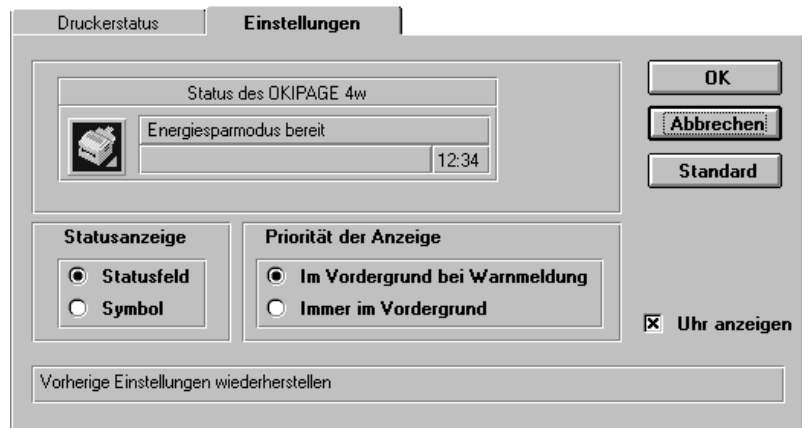 Druckerstatus
Einstellungen
Status des OKIPAGE 4w
Energiesparmodus bereit
12:34
OK
Abbrechen
Standard
Statusanzeige
Statusfeld
Symbol
Priorität der Anzeige
Im Vordergrund bei Warnmeldung
Immer im Vordergrund
Uhr anzeigen
Vorherige Einstellungen wiederherstellen